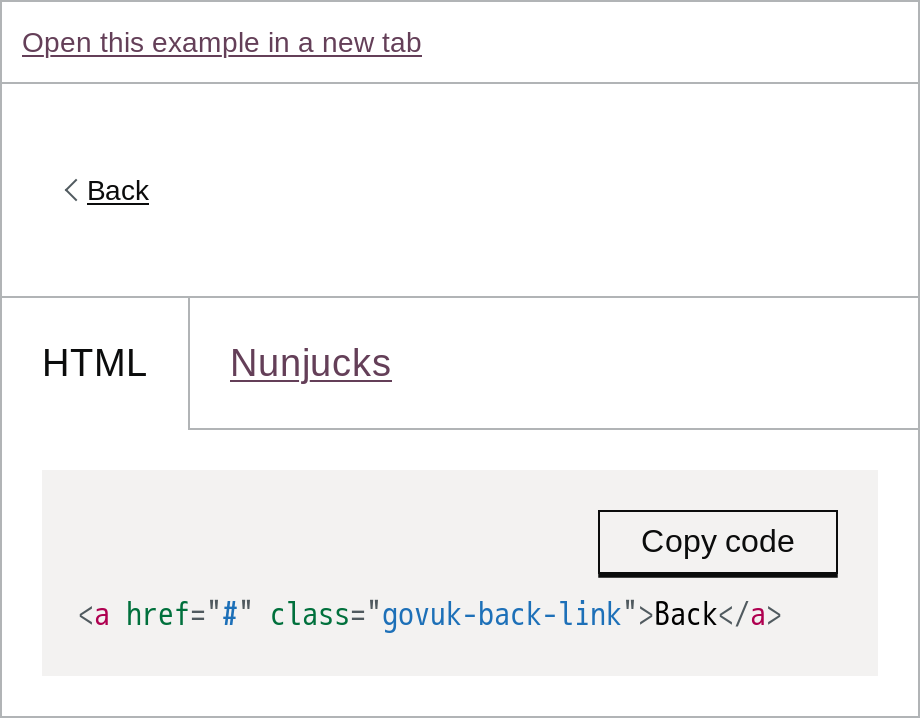 Open this example in a new tab
Back
HTML
Nunjucks
Copy code
<a href="#" class="govuk-back-link">Back</a>